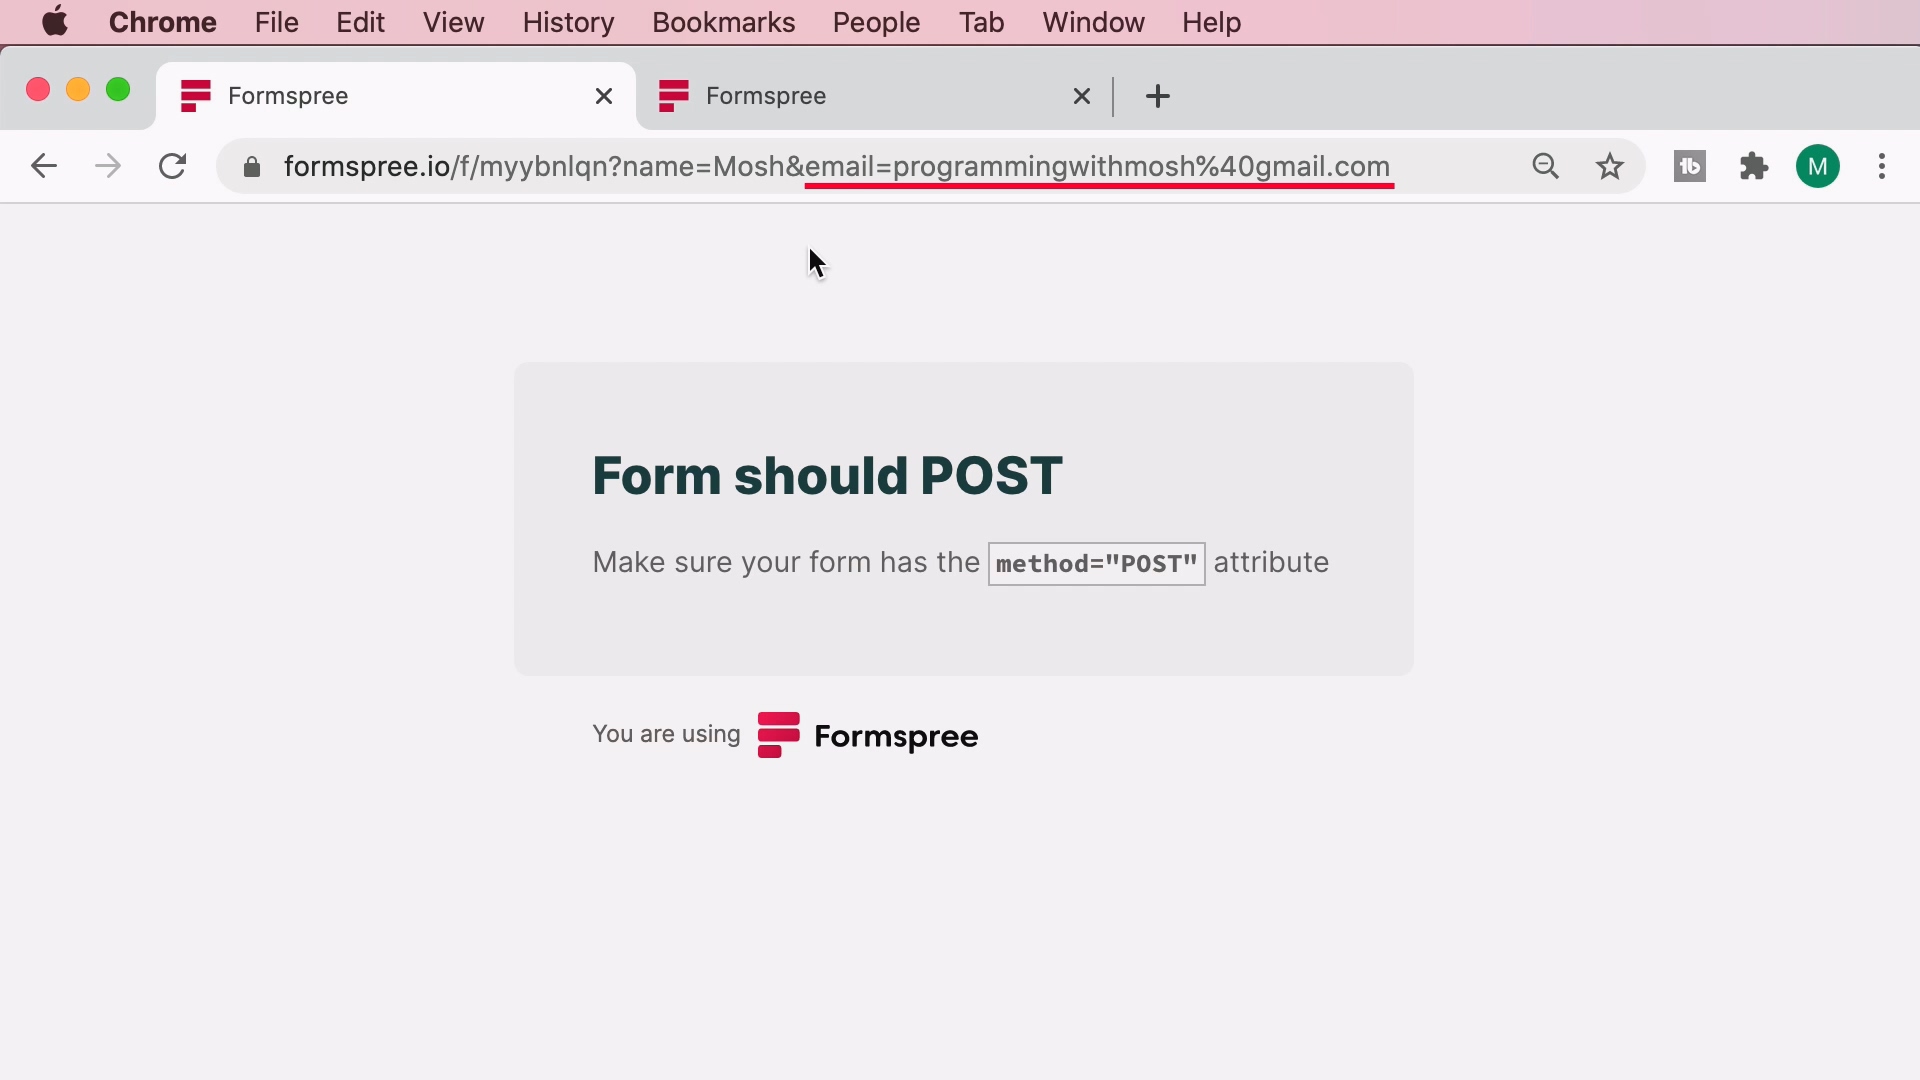 Chrome File Edit View History Bookmarks People Tab Window Help
Formspree Formspree
formspree.io/f/myybnlqn?name=Mosh&email=programmingwithmosh%40gmail.com M
Form should POST
Make sure your form has the method="POST" attribute
You are using Formspree